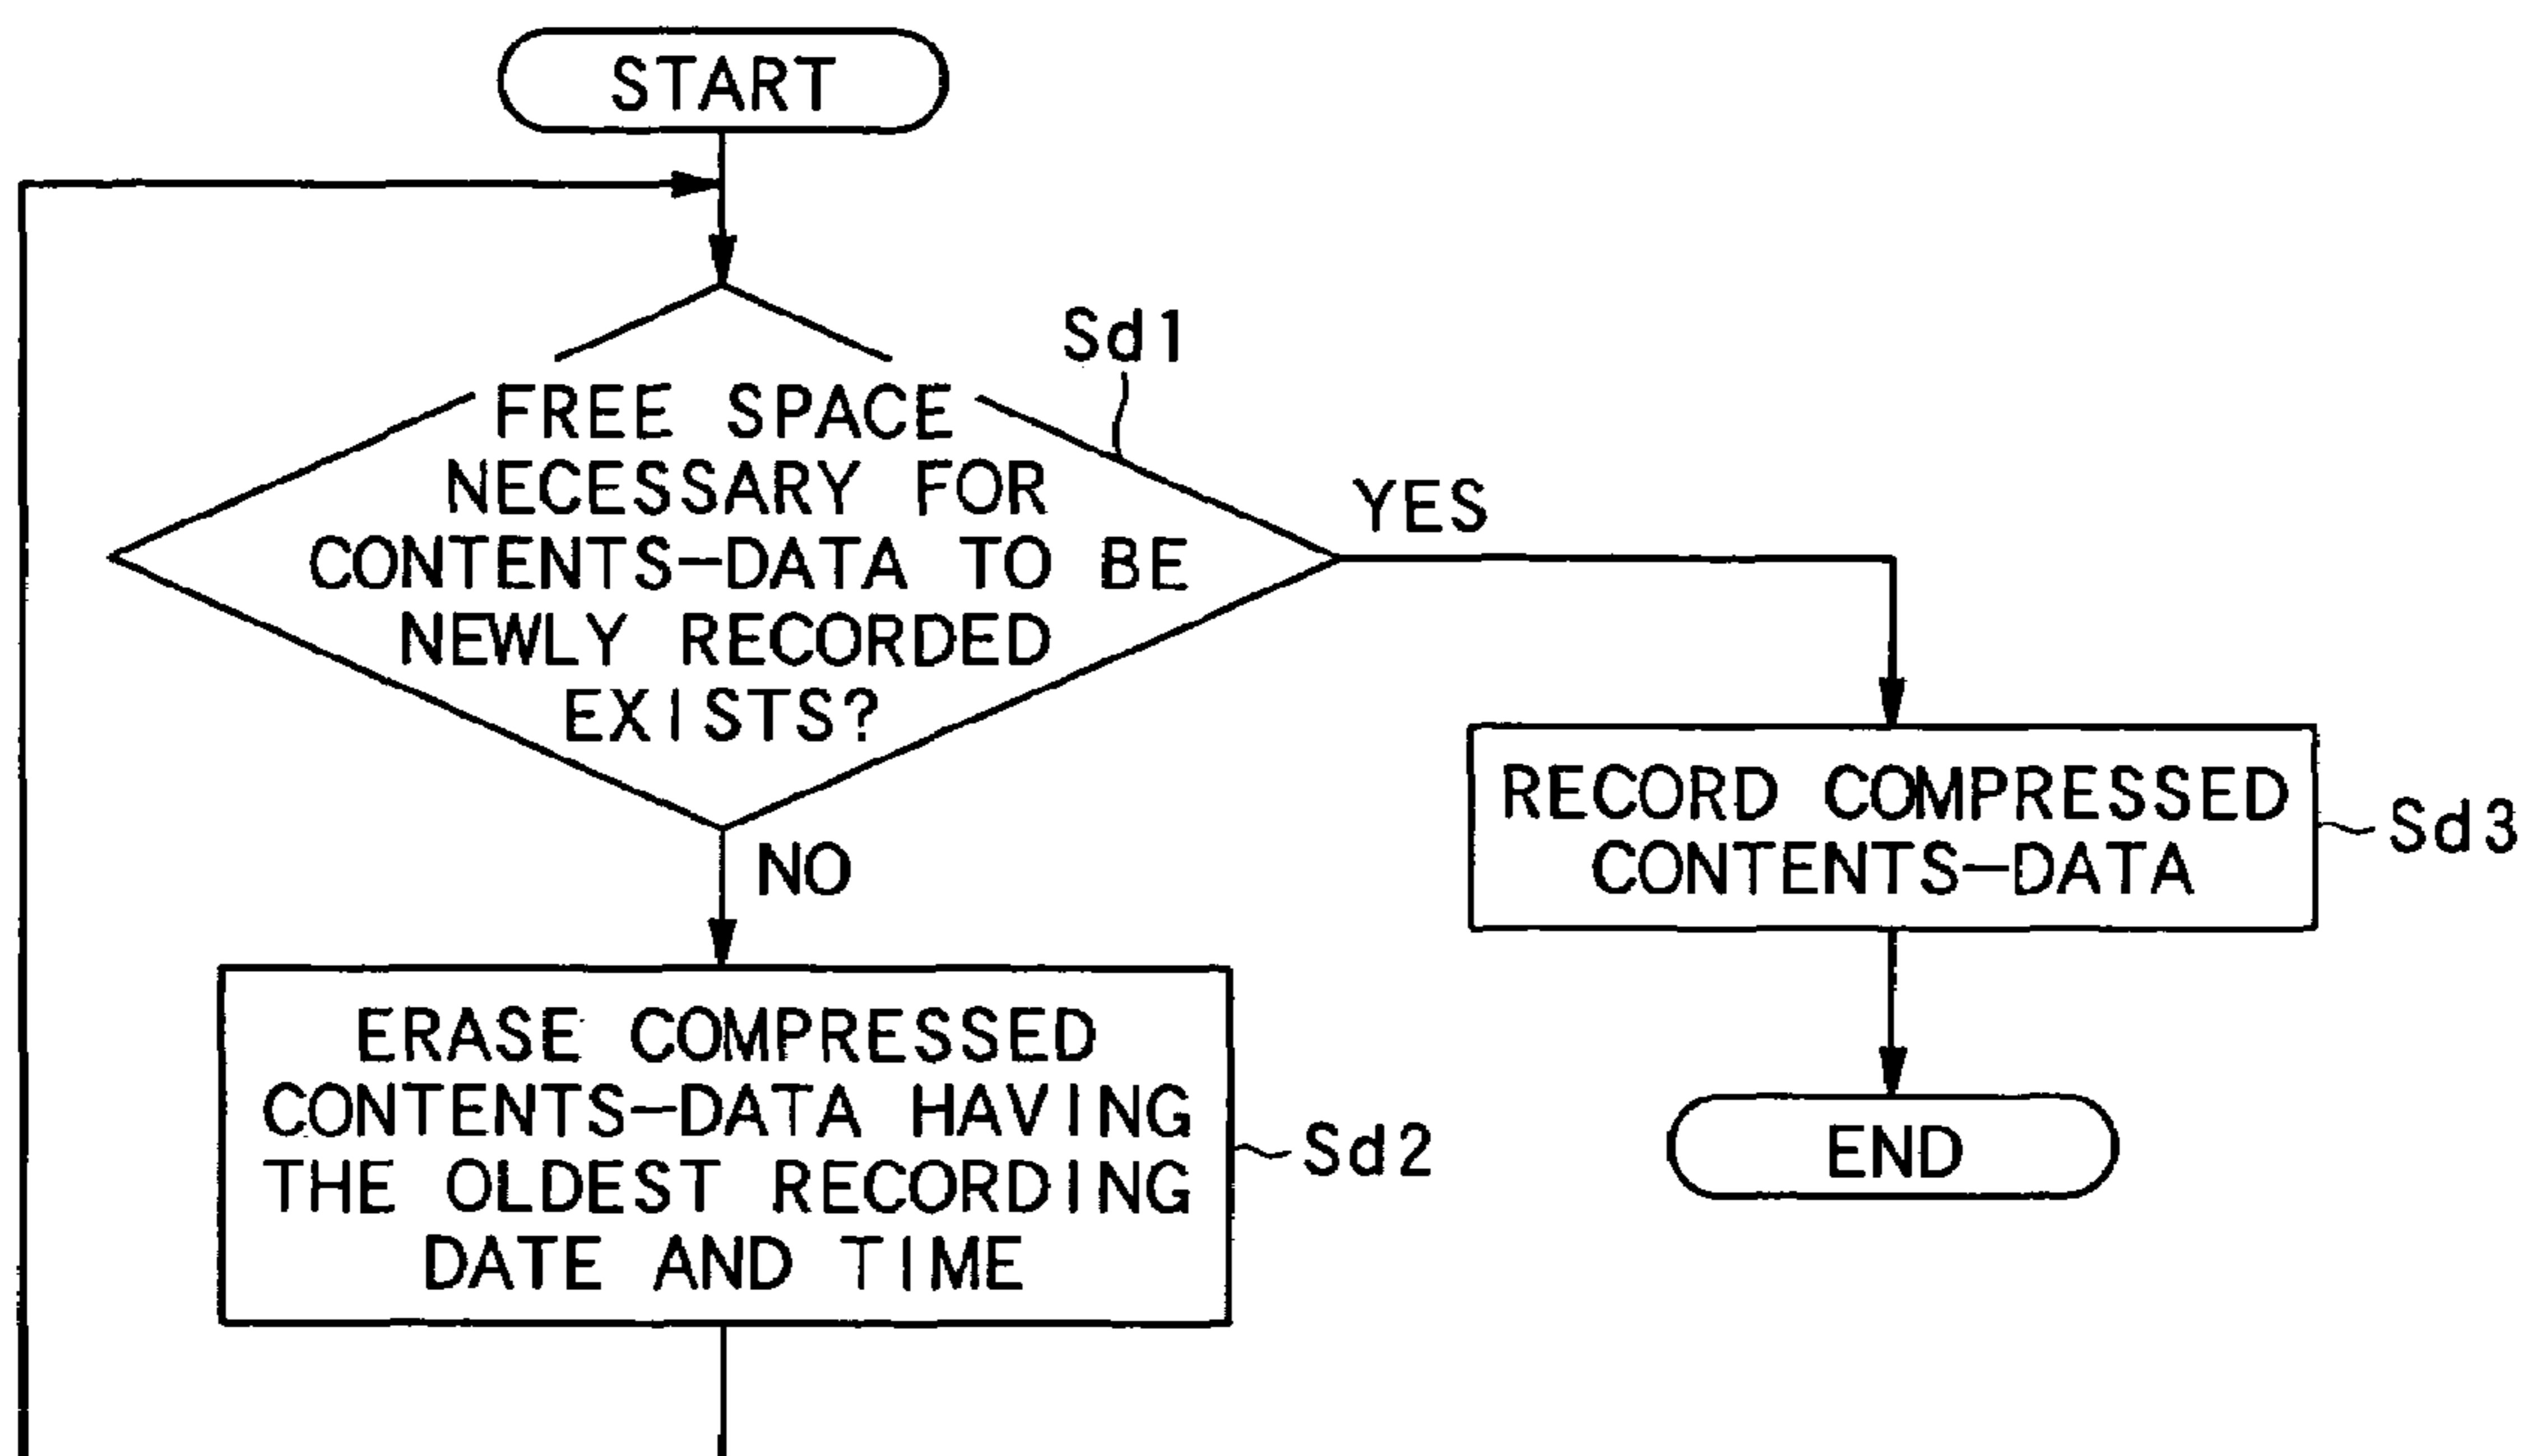 START
Sd1
FREE SPACE
NECESSARY FOR
CONTENTS-DATA TO BE
NEWLY RECORDED
EXISTS?
YES
NO
RECORD COMPRESSED
CONTENTS-DATA
Sd3
ERASE COMPRESSED
CONTENTS-DATA HAVING
THE OLDEST RECORDING
DATE AND TIME
Sd2
END